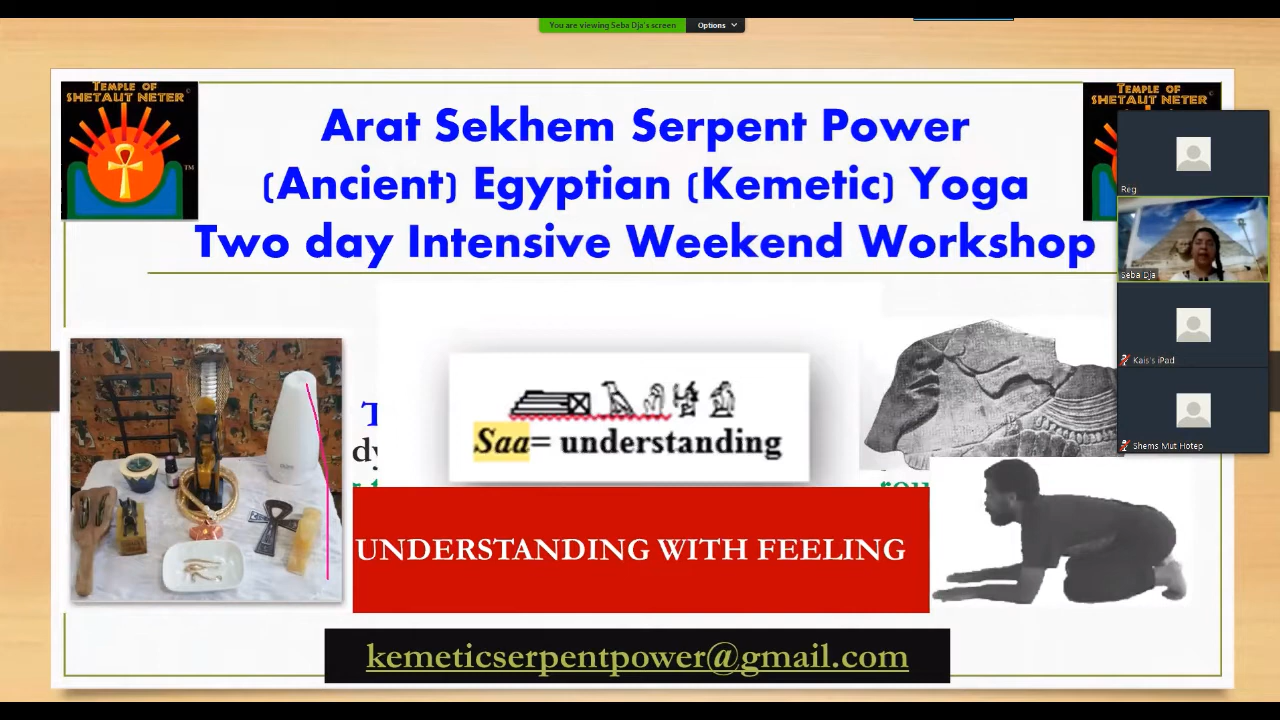 You are viewing Seba Dja's screen
Options
TEMPLE OF
SHETAUT NETER
TM
TEMPLE OF
SHETAUT NETER
Arat Sekhem Serpent Power
(Ancient) Egyptian (Kemetic) Yoga
Two day Intensive Weekend Workshop
Reg
Seba Dja
Kais's iPad
Shems Mut Hotep
Saa= understanding
UNDERSTANDING WITH FEELING
kemeticserpentpower@gmail.com